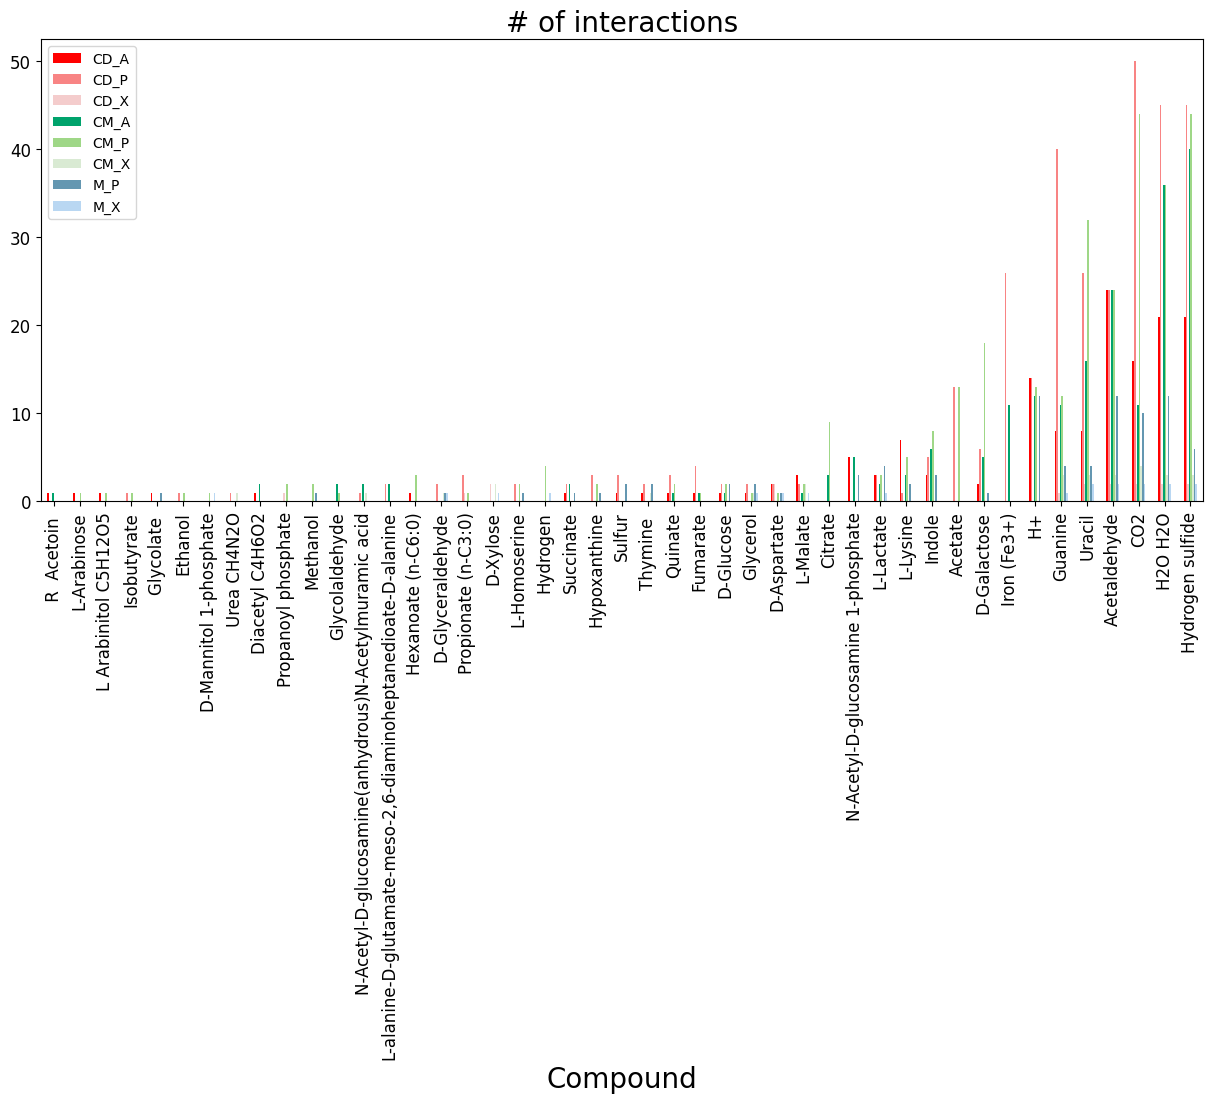 # of interactions
50
40
30
20
10
0
CD_A
CD_P
CD_X
CM_A
CM_P
CM_X
M_P
M_X
R Acetoin
L-Arabinose
L Arabinitol C5H12O5
Isobutyrate
Glycolate
Ethanol
D-Mannitol 1-phosphate
Urea CH4N2O
Diacetyl C4H6O2
Propanoyl phosphate
Methanol
Glycolaldehyde
N-Acetyl-D-glucosamine(anhydrous)N-Acetylmuramic acid
L-alanine-D-glutamate-meso-2,6-diaminoheptanedioate-D-alanine
Hexanoate (n-C6:0)
D-Glyceraldehyde
Propionate (n-C3:0)
D-Xylose
L-Homoserine
Hydrogen
Succinate
Hypoxanthine
Sulfur
Thymine
Quinate
Fumarate
D-Glucose
Glycerol
D-Aspartate
L-Malate
Citrate
N-Acetyl-D-glucosamine 1-phosphate
L-Lactate
L-Lysine
Indole
Acetate
D-Galactose
Iron (Fe3+)
H+
Guanine
Uracil
Acetaldehyde
CO2
H2O H2O
Hydrogen sulfide
Compound